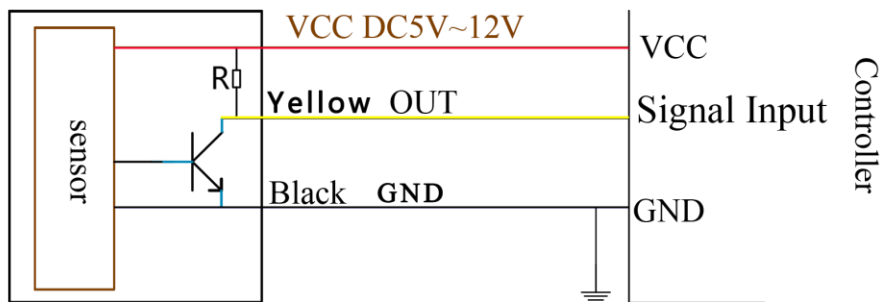 VCC DC5V~12V
VCC
R
Yellow OUT
Signal Input
sensor
Controller
Black GND
GND